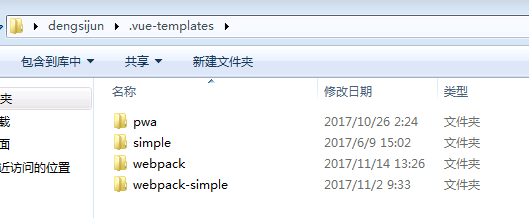 dengsijun .vue-templates
包含到库中 共享 新建文件夹
夹
名称 修改日期 类型
载
pwa 2017/10/26 2:24 文件夹
面
simple 2017/6/9 15:02 文件夹
近访问的位置
webpack 2017/11/14 13:26 文件夹
webpack-simple 2017/11/2 9:33 文件夹